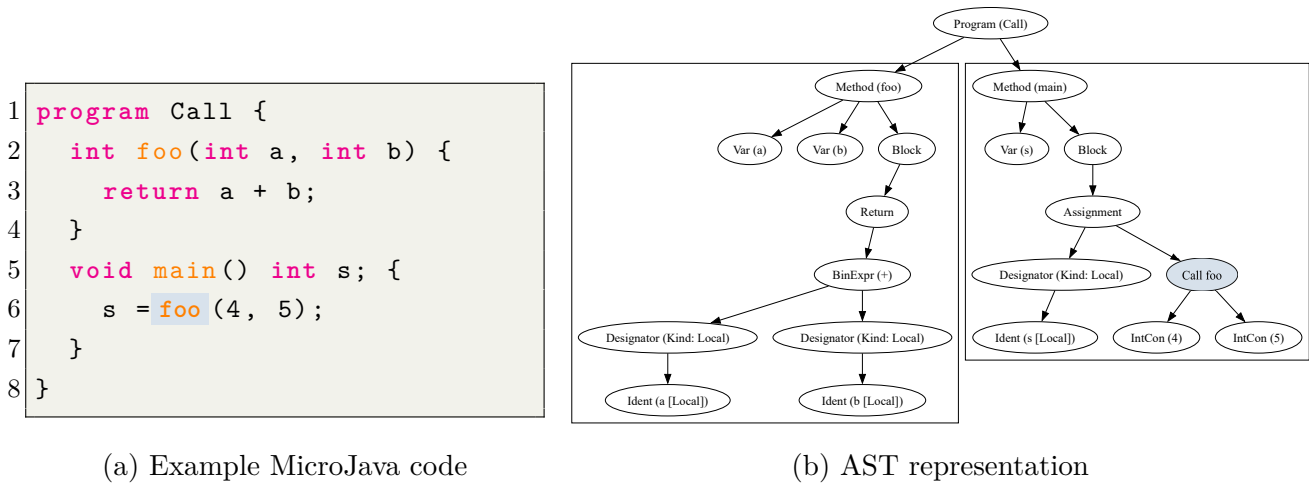 1 program Call {
2 int foo(int a, int b) {
3 return a + b;
4 }
5 void main() int s; {
6 s = foo (4, 5);
7 }
8 }
(a) Example MicroJava code
Program (Call)
Method (foo)
Method (main)
Var (a)
Var (b)
Block
Var (s)
Block
Return
Assignment
BinExpr (+)
Designator (Kind: Local)
Call foo
Designator (Kind: Local)
Designator (Kind: Local)
Ident (s [Local])
IntCon (4)
IntCon (5)
Ident (a [Local])
Ident (b [Local])
(b) AST representation